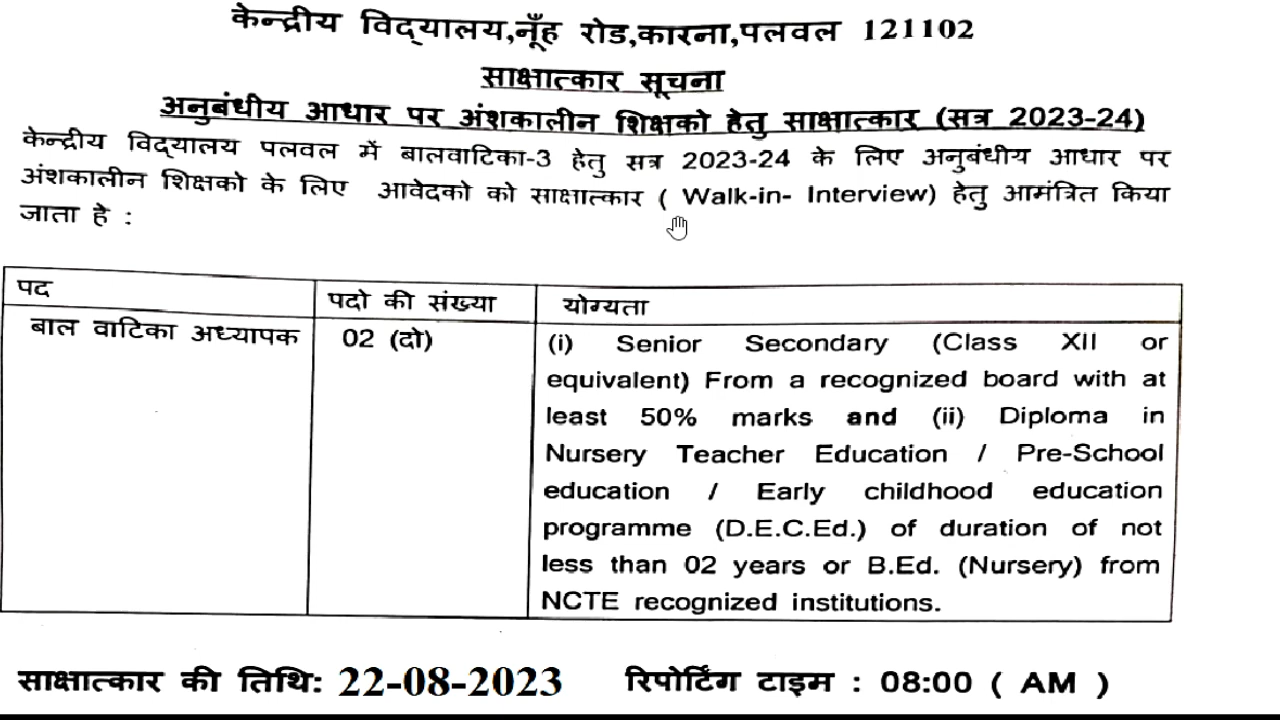 केन्द्रीय विद्यालय,नूँह रोड,कारना,पलवल 121102
साक्षात्कार सूचना
अनुबंधीय आधार पर अंशकालीन शिक्षको हेतु साक्षात्कार (सत्र 2023-24)
केन्द्रीय विद्यालय पलवल में बालवाटिका-3 हेतु सत्र 2023-24 के लिए अनुबंधीय आधार पर
अंशकालीन शिक्षको के लिए आवेदको को साक्षात्कार ( Walk-in- Interview) हेतु आमंत्रित किया
जाता है :
पद पदो की संख्या योग्यता
बाल वाटिका अध्यापक 02 (दो) (i) Senior Secondary (Class XII or
equivalent) From a recognized board with at
least 50% marks and (ii) Diploma in
Nursery Teacher Education / Pre-School
education / Early childhood education
programme (D.E.C.Ed.) of duration of not
less than 02 years or B.Ed. (Nursery) from
NCTE recognized institutions.
साक्षात्कार की तिथि: 22-08-2023 रिपोर्टिंग टाइम : 08:00 ( AM )